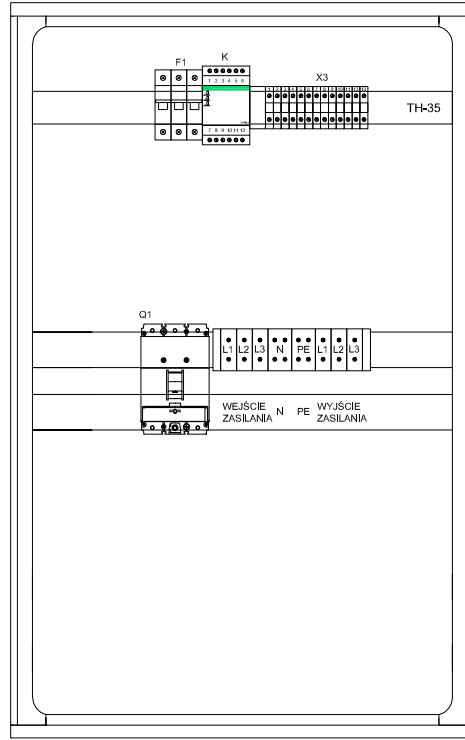 F1 K X3
1 2 3 4 5 6
TH-35
7 8 9 10 11 12
Q1
L1 L2 L3 N PE L1 L2 L3
WEJŚCIE ZASILANIA N PE WYJŚCIE ZASILANIA